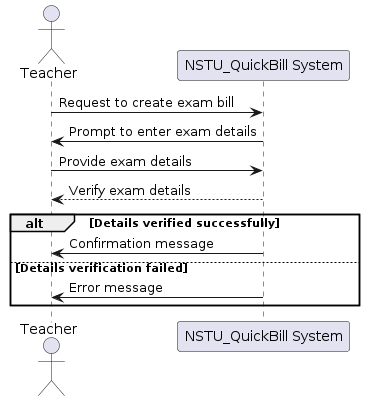 Teacher
NSTU_QuickBill System
Request to create exam bill
Prompt to enter exam details
Provide exam details
Verify exam details
alt [Details verified successfully]
Confirmation message
[Details verification failed]
Error message
Teacher
NSTU_QuickBill System